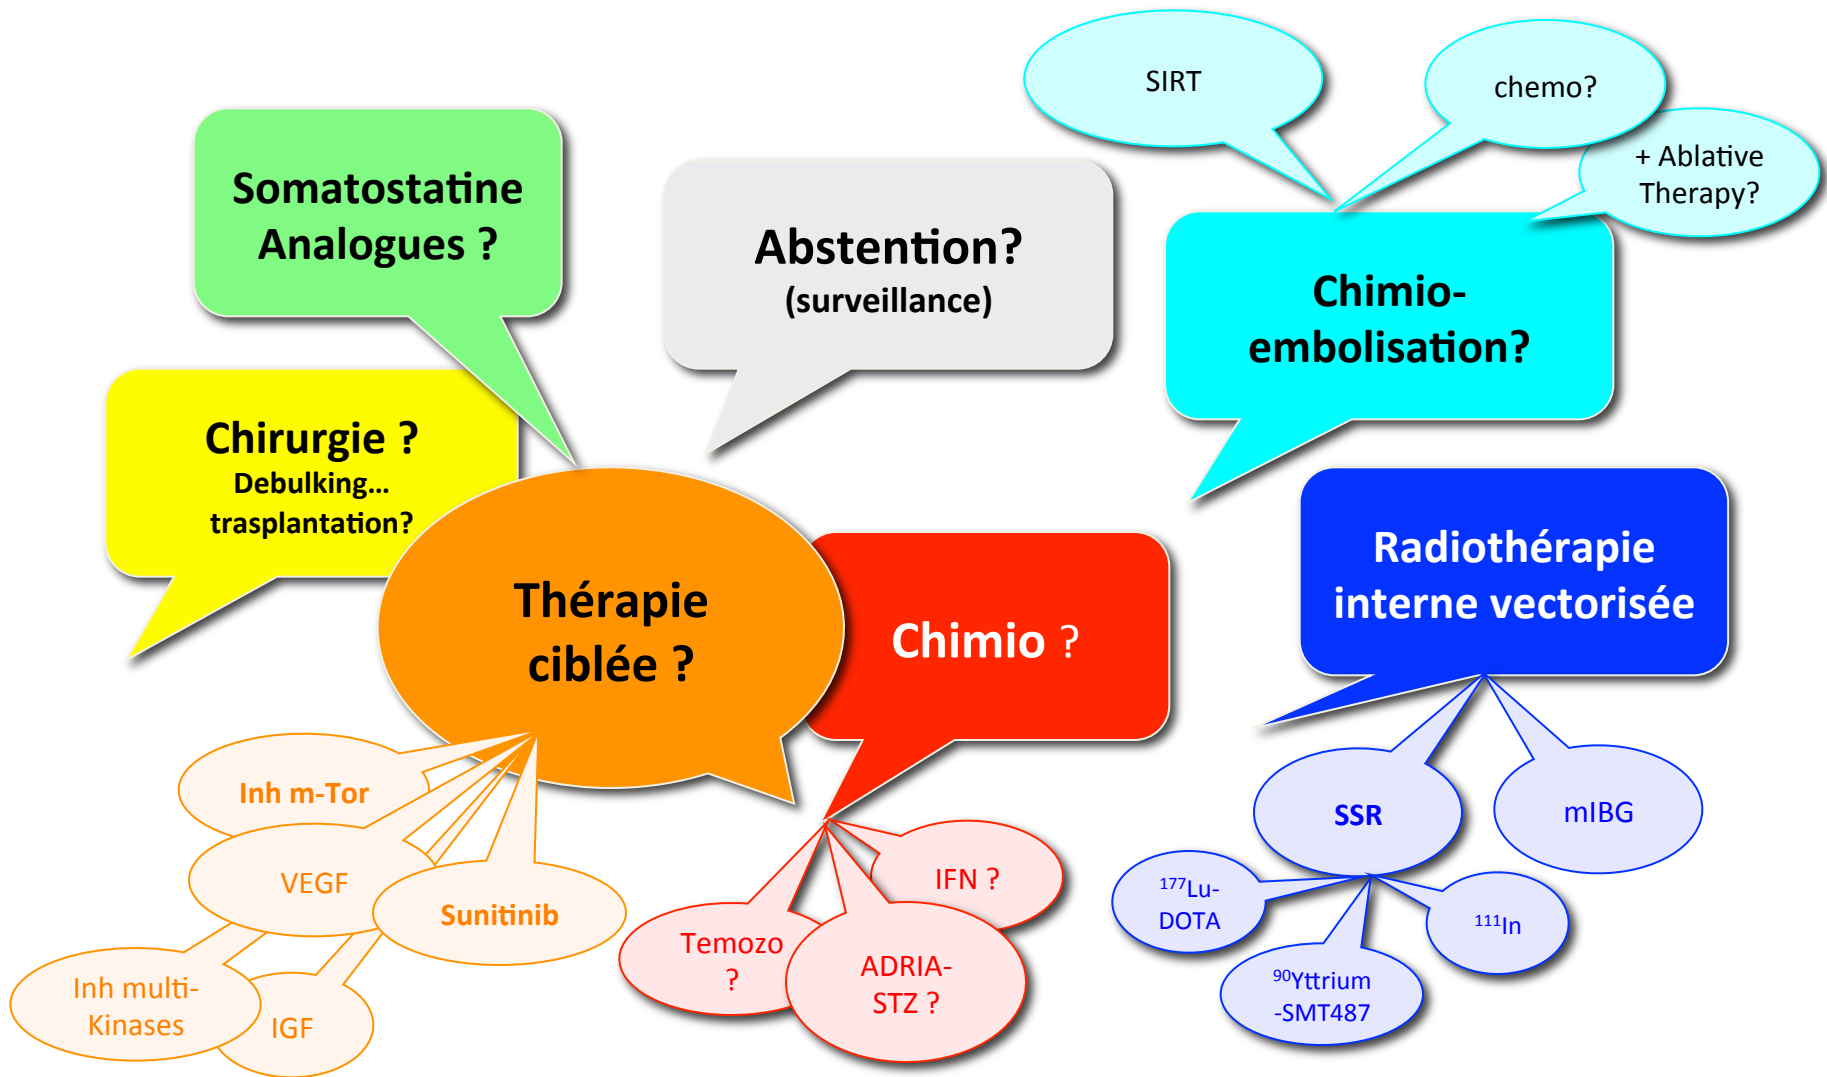 SIRT
chemo?
+ Ablative
Therapy?
Somatostatine
Analogues ?
Abstention?
(surveillance)
Chimio-
embolisation?
Chirurgie ?
Debulking...
trasplantation?
Thérapie
ciblée ?
Chimio ?
Radiothérapie
interne vectorisée
Inh m-Tor
VEGF
Sunitinib
Inh multi-
Kinases
IGF
Temozo
?
ADRIA-
STZ ?
IFN ?
SSR
mIBG
¹⁷⁷Lu-
DOTA
⁹⁰Yttrium
-SMT487
¹¹¹In